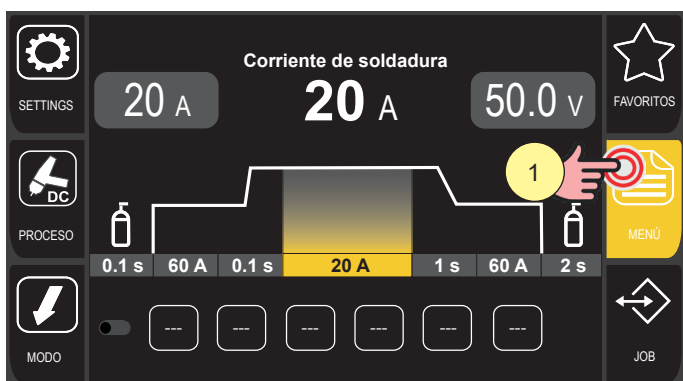 Corriente de soldadura
SETTINGS
20 A
20 A
50.0 V
FAVORITOS
1
DC
PROCESO
MENÚ
0.1 s 60 A 0.1 s 20 A 1 s 60 A 2 s
--- --- --- --- --- ---
MODO
JOB